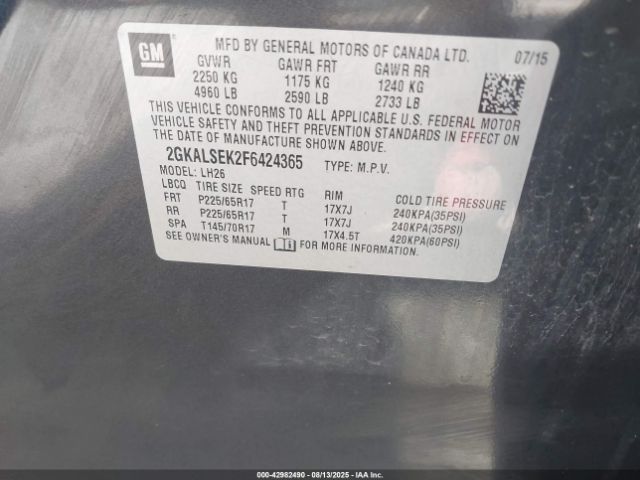 GM
MFD BY GENERAL MOTORS OF CANADA LTD. 07/15
GVWR GAWR FRT GAWR RR
2250 KG 1175 KG 1240 KG
4960 LB 2590 LB 2733 LB
THIS VEHICLE CONFORMS TO ALL APPLICABLE U.S. FEDERAL MOTOR
VEHICLE SAFETY AND THEFT PREVENTION STANDARDS IN EFFECT ON
THE DATE OF MANUFACTURE SHOWN ABOVE.
2GKALSEK2F6424365 TYPE: M.P.V.
MODEL: LH26
LBCQ TIRE SIZE SPEED RTG RIM COLD TIRE PRESSURE
FRT P225/65R17 T 17X7J 240KPA(35PSI)
RR P225/65R17 T 17X7J 240KPA(35PSI)
SPA T145/70R17 M 17X4.5T 420KPA(60PSI)
SEE OWNER'S MANUAL FOR MORE INFORMATION.
000-42982490 - 08/13/2025 - IAA Inc.